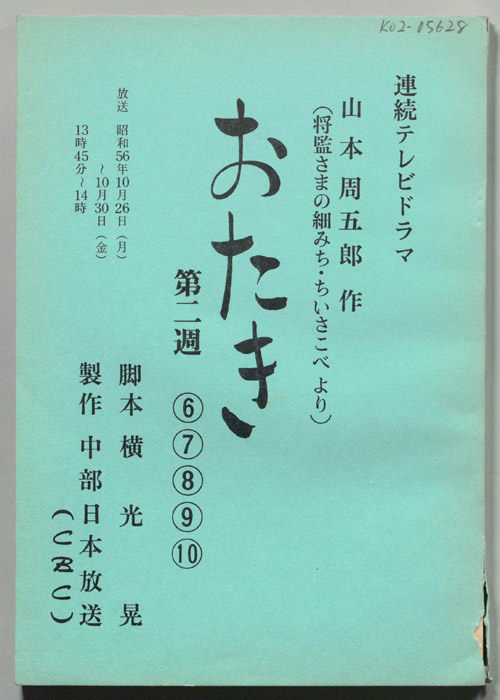 K02-05628
連続テレビドラマ
山本周五郎 作
（将監さまの細みち・ちいさこべ より）
おたき
第二週 ⑥⑦⑧⑨⑩
放送 昭和56年10月26日（月）
～10月30日（金）
13時45分～14時
脚本 横光 晃
製作 中部日本放送
（CBC）